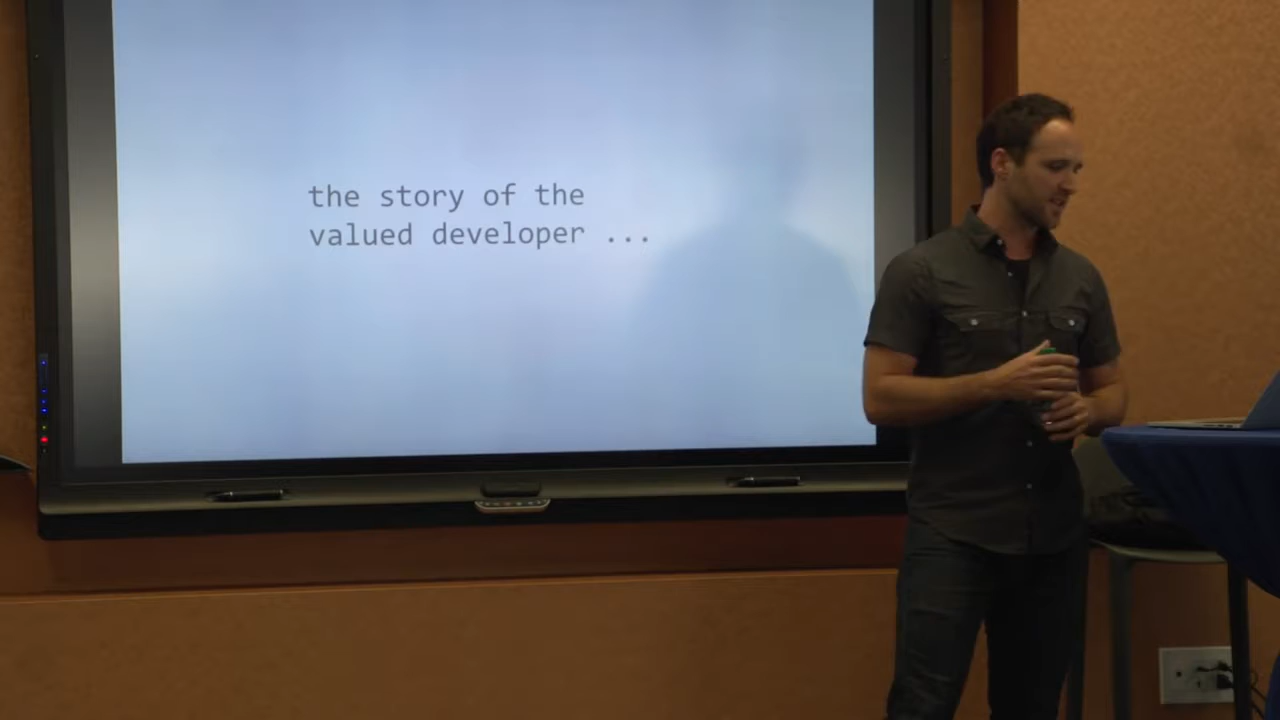 the story of the
valued developer ...